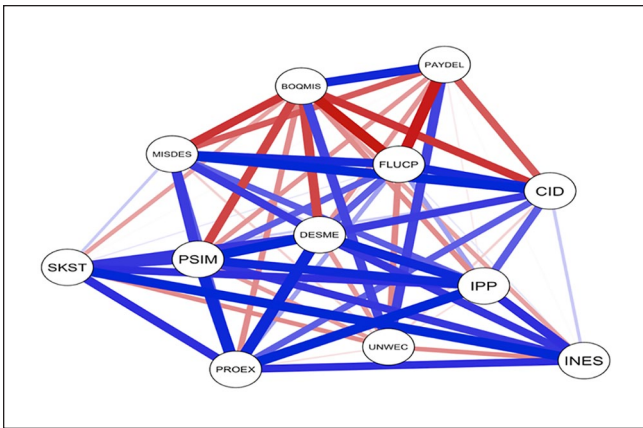 PAYDEL
BOQMIS
MISDES
FLUCP
CID
DESME
PSIM
SKST
IPP
UNWEC
INES
PROEX